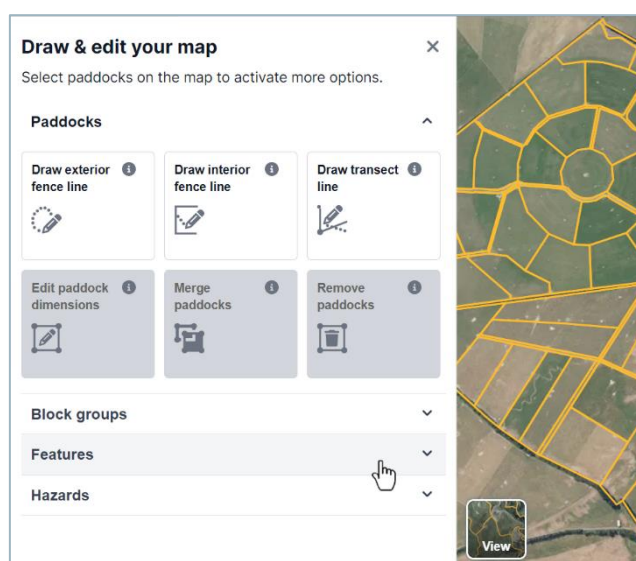 Draw & edit your map
Select paddocks on the map to activate more options.
Paddocks
Draw exterior
fence line
Draw interior
fence line
Draw transect
line
Edit paddock
dimensions
Merge
paddocks
Remove
paddocks
Block groups
Features
Hazards
View